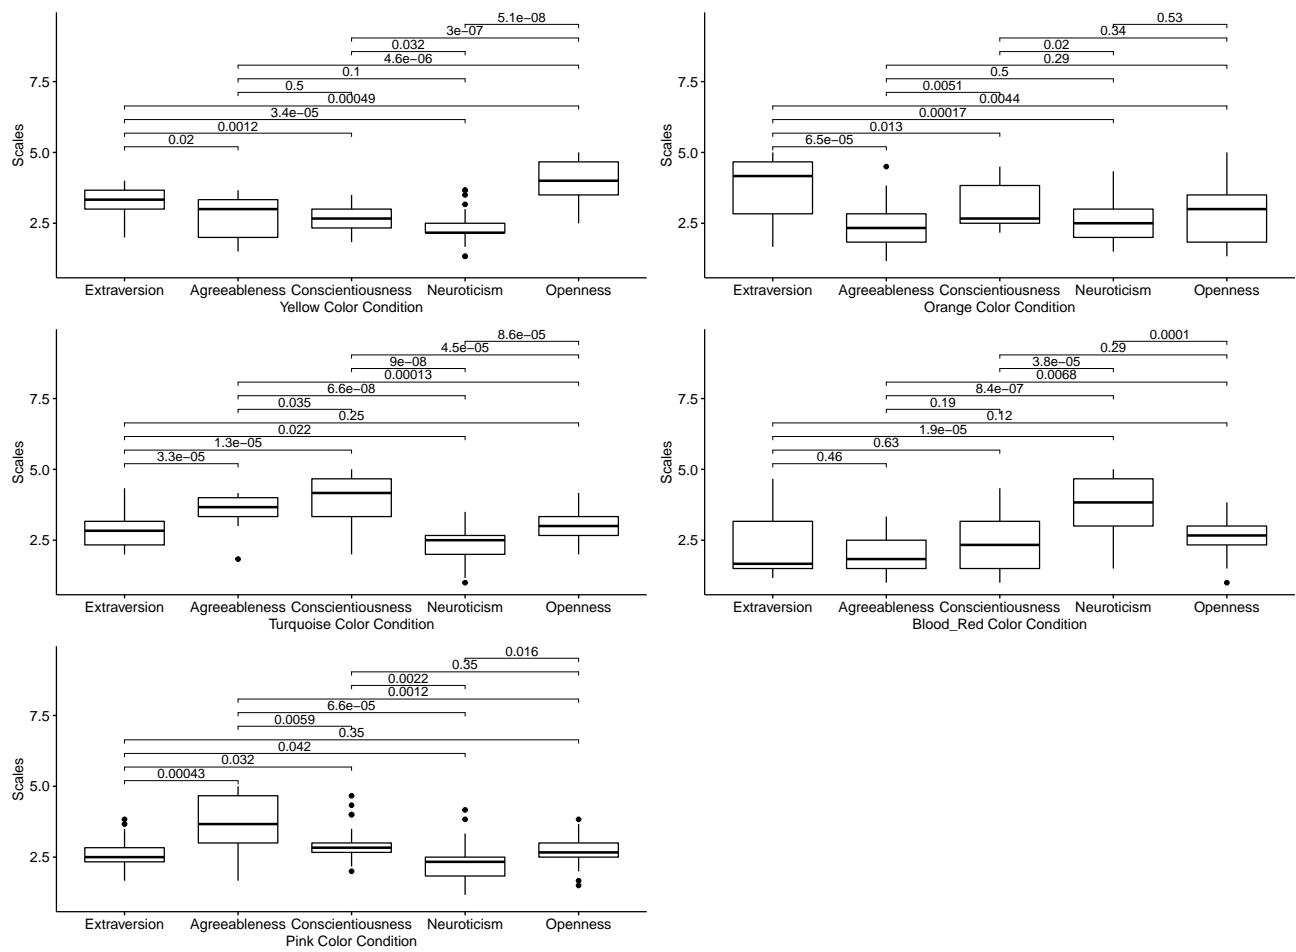 5.1e−08
3e−07
0.032
4.6e−06
0.1
0.5
0.00049
3.4e−05
0.0012
0.02
7.5
5.0
2.5
Scales
Extraversion Agreeableness Conscientiousness Neuroticism Openness
Yellow Color Condition
0.53
0.34
0.02
0.29
0.5
0.0051
0.0044
0.00017
0.013
6.5e−05
7.5
5.0
2.5
Scales
Extraversion Agreeableness Conscientiousness Neuroticism Openness
Orange Color Condition
8.6e−05
4.5e−05
9e−08
0.00013
6.6e−08
0.035
0.25
0.022
1.3e−05
3.3e−05
7.5
5.0
2.5
Scales
Extraversion Agreeableness Conscientiousness Neuroticism Openness
Turquoise Color Condition
0.0001
0.29
3.8e−05
0.0068
8.4e−07
0.19
0.12
1.9e−05
0.63
0.46
7.5
5.0
2.5
Scales
Extraversion Agreeableness Conscientiousness Neuroticism Openness
Blood_Red Color Condition
0.016
0.35
0.0022
0.0012
6.6e−05
0.0059
0.35
0.042
0.032
0.00043
7.5
5.0
2.5
Scales
Extraversion Agreeableness Conscientiousness Neuroticism Openness
Pink Color Condition